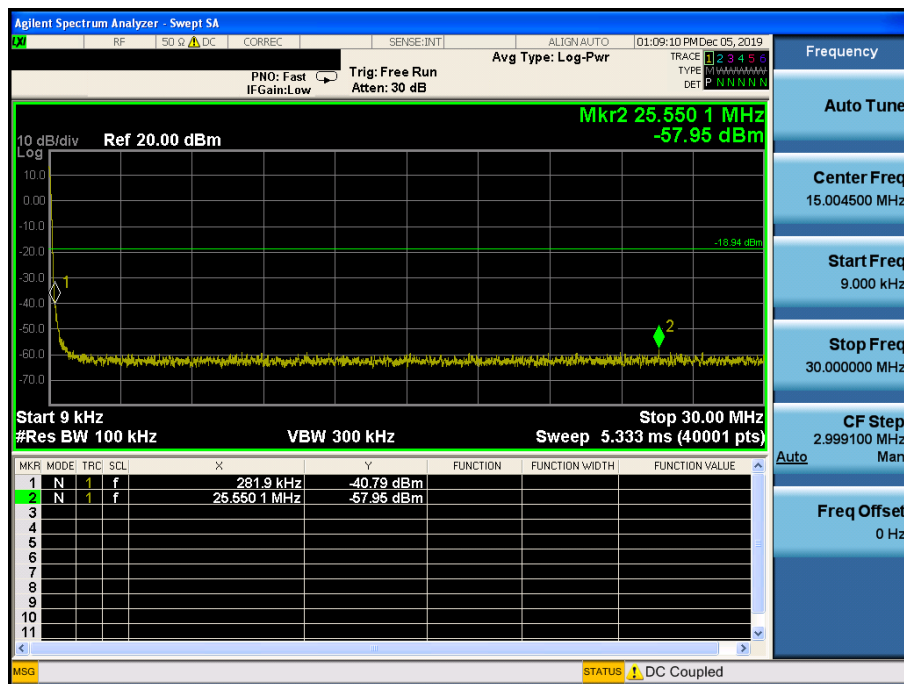 Agilent Spectrum Analyzer - Swept SA
LXI RF 50 Ω DC CORREC SENSE:INT ALIGN AUTO 01:09:10 PM Dec 05, 2019
PNO: Fast
IFGain:Low
Trig: Free Run
Atten: 30 dB
Avg Type: Log-Pwr
TRACE 1 2 3 4 5 6
TYPE M
DET P N N N N N
Mkr2 25.550 1 MHz
-57.95 dBm
10 dB/div Ref 20.00 dBm
Log
10.0
0.00
-10.0
-18.94 dBm
-20.0
-30.0
1
-40.0
-50.0
2
-60.0
-70.0
Start 9 kHz Stop 30.00 MHz
#Res BW 100 kHz VBW 300 kHz Sweep 5.333 ms (40001 pts)
MKR MODE TRC SCL X Y FUNCTION FUNCTION WIDTH FUNCTION VALUE
1 N 1 f 281.9 kHz -40.79 dBm
2 N 1 f 25.550 1 MHz -57.95 dBm
3
4
5
6
7
8
9
10
11
MSG STATUS DC Coupled
Frequency
Auto Tune
Center Freq
15.004500 MHz
Start Freq
9.000 kHz
Stop Freq
30.000000 MHz
CF Step
2.999100 MHz
Auto Man
Freq Offset
0 Hz